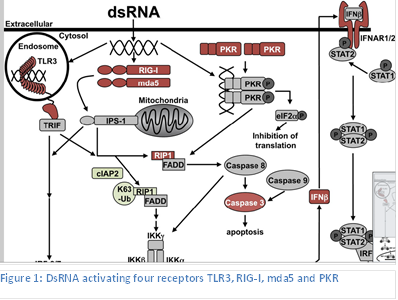 dsRNA
Extracellular
Cytosol
Endosome
TLR3
RIG-I
mda5
PKR PKR
IFNβ
IFNAR1/2
P
STAT2
P
STAT1
PKR P
PKR P
eIF2α P
Inhibition of
translation
Mitochondria
IPS-1
TRIF
RIP1
FADD
cIAP2
K63
-Ub
RIP1
FADD
Caspase 8
Caspase 9
Caspase 3
apoptosis
IFNβ
STAT1
P P
STAT2
STAT1
P P
STAT2
IRF
IKKγ
IKKα
Figure 1: DsRNA activating four receptors TLR3, RIG-I, mda5 and PKR